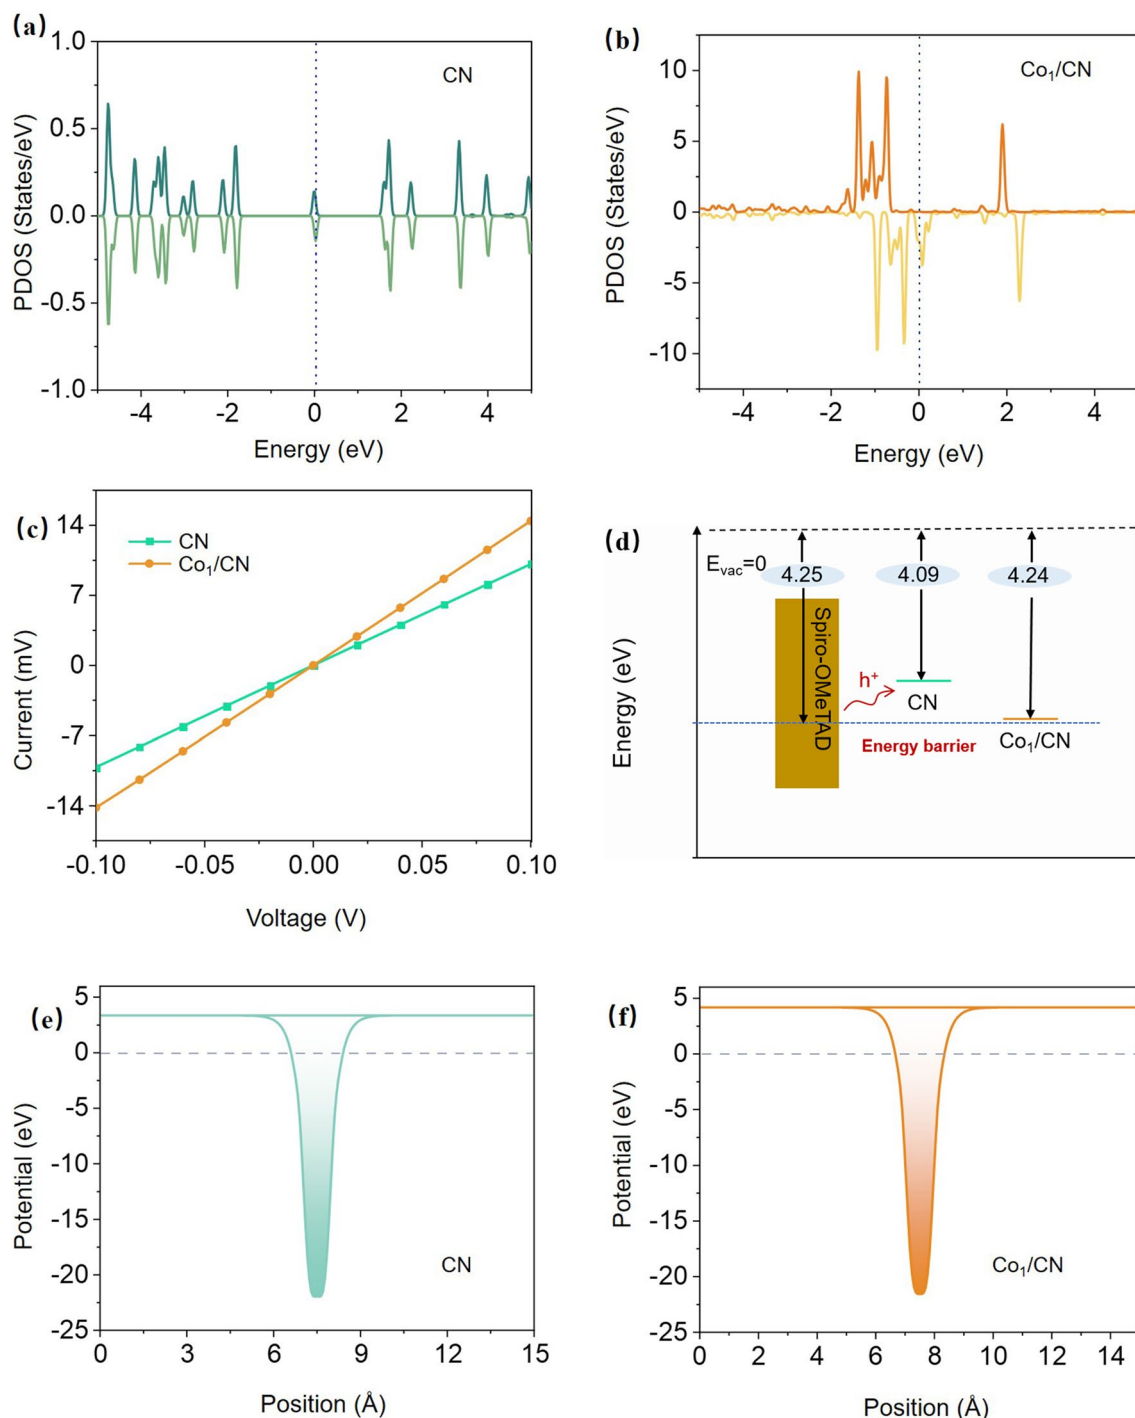 (a)
1.0
0.5
0.0
-0.5
-1.0
PDOS (States/eV)
CN
-4
-2
0
2
4
Energy (eV)
(b)
10
5
0
-5
-10
PDOS (States/eV)
Co₁/CN
-4
-2
0
2
4
Energy (eV)
(c)
14
7
0
-7
-14
Current (mV)
CN
Co₁/CN
-0.10
-0.05
0.00
0.05
0.10
Voltage (V)
(d)
Energy (eV)
Eᵥₐc=0
4.25
4.09
4.24
Spiro-OMeTAD
h⁺
CN
Energy barrier
Co₁/CN
(e)
5
0
-5
-10
-15
-20
-25
Potential (eV)
CN
0
3
6
9
12
15
Position (Å)
(f)
5
0
-5
-10
-15
-20
-25
Potential (eV)
Co₁/CN
0
2
4
6
8
10
12
14
Position (Å)